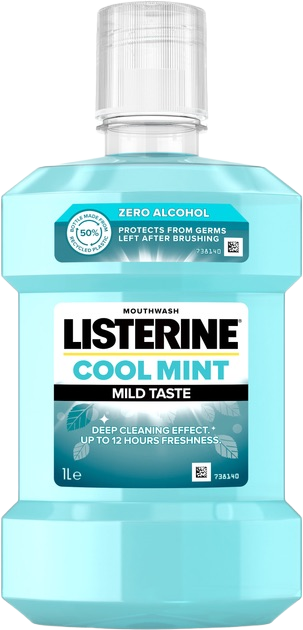 ZERO ALCOHOL
BOTTLE MADE FROM
50%
RECYCLED PLASTIC
PROTECTS FROM GERMS
LEFT AFTER BRUSHING
738140
MOUTHWASH
LISTERINE®
COOL MINT
MILD TASTE
DEEP CLEANING EFFECT.*
UP TO 12 HOURS FRESHNESS.
1L℮
738140